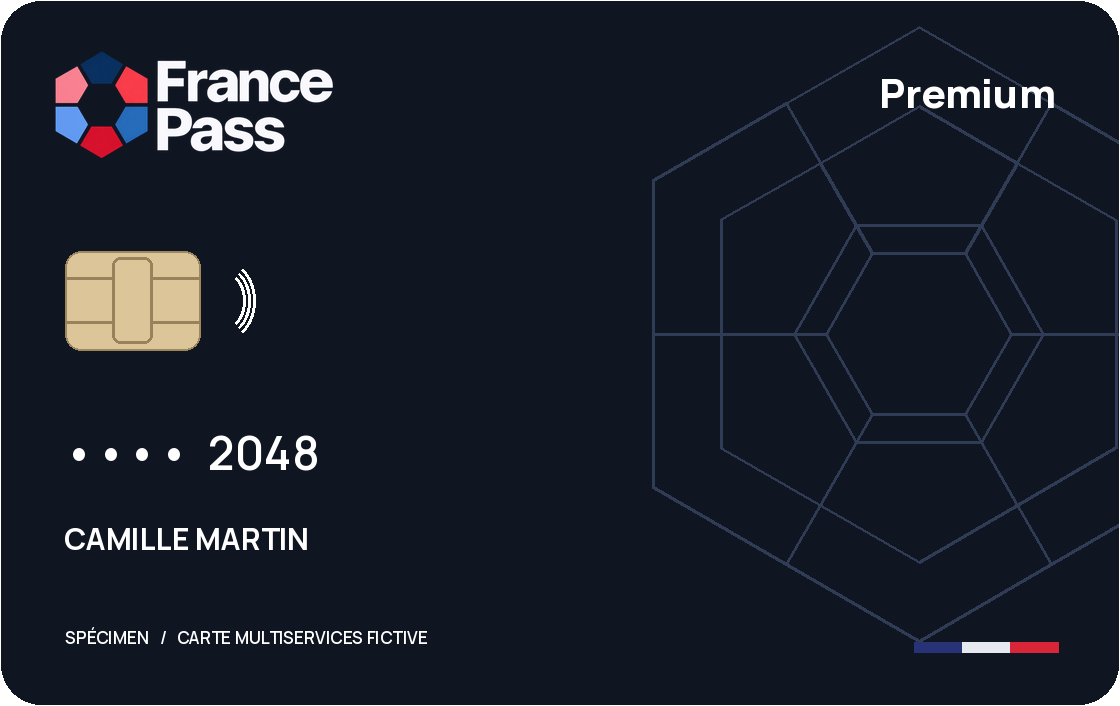 France
Pass
Premium
•••• 2048
CAMILLE MARTIN
SPÉCIMEN / CARTE MULTISERVICES FICTIVE